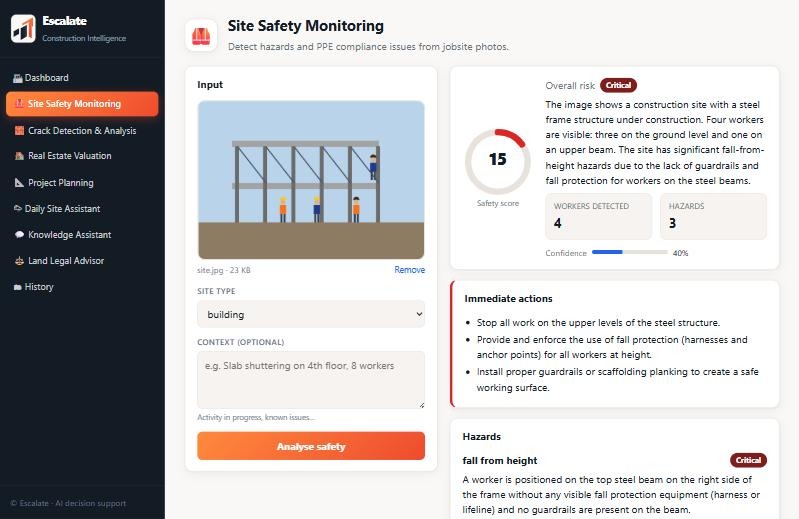 Escalate
Construction Intelligence
Dashboard
Site Safety Monitoring
Crack Detection & Analysis
Real Estate Valuation
Project Planning
Daily Site Assistant
Knowledge Assistant
Land Legal Advisor
History
© Escalate · AI decision support
Site Safety Monitoring
Detect hazards and PPE compliance issues from jobsite photos.
Input
site.jpg · 23 KB
Remove
SITE TYPE
building
CONTEXT (OPTIONAL)
e.g. Slab shuttering on 4th floor, 8 workers
Activity in progress, known issues...
Analyse safety
15
Safety score
Overall risk Critical
The image shows a construction site with a steel
frame structure under construction. Four workers
are visible: three on the ground level and one on
an upper beam. The site has significant fall-from-
height hazards due to the lack of guardrails and
fall protection for workers on the steel beams.
WORKERS DETECTED
4
HAZARDS
3
Confidence 40%
Immediate actions
• Stop all work on the upper levels of the steel structure.
• Provide and enforce the use of fall protection (harnesses and
anchor points) for all workers at height.
• Install proper guardrails or scaffolding planking to create a safe
working surface.
Hazards
fall from height Critical
A worker is positioned on the top steel beam on the right side of
the frame without any visible fall protection equipment (harness or
lifeline) and no guardrails are present on the beam.